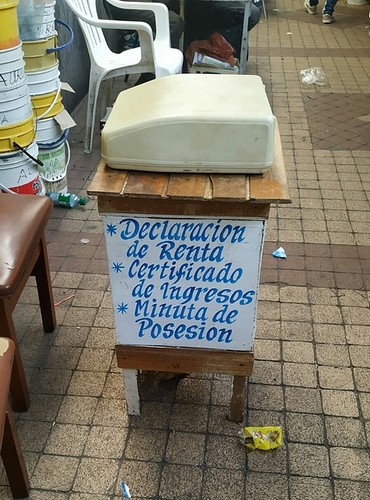 * Declaracion
de Renta
* Certificado
de Ingresos
* Minuta de
Posesion